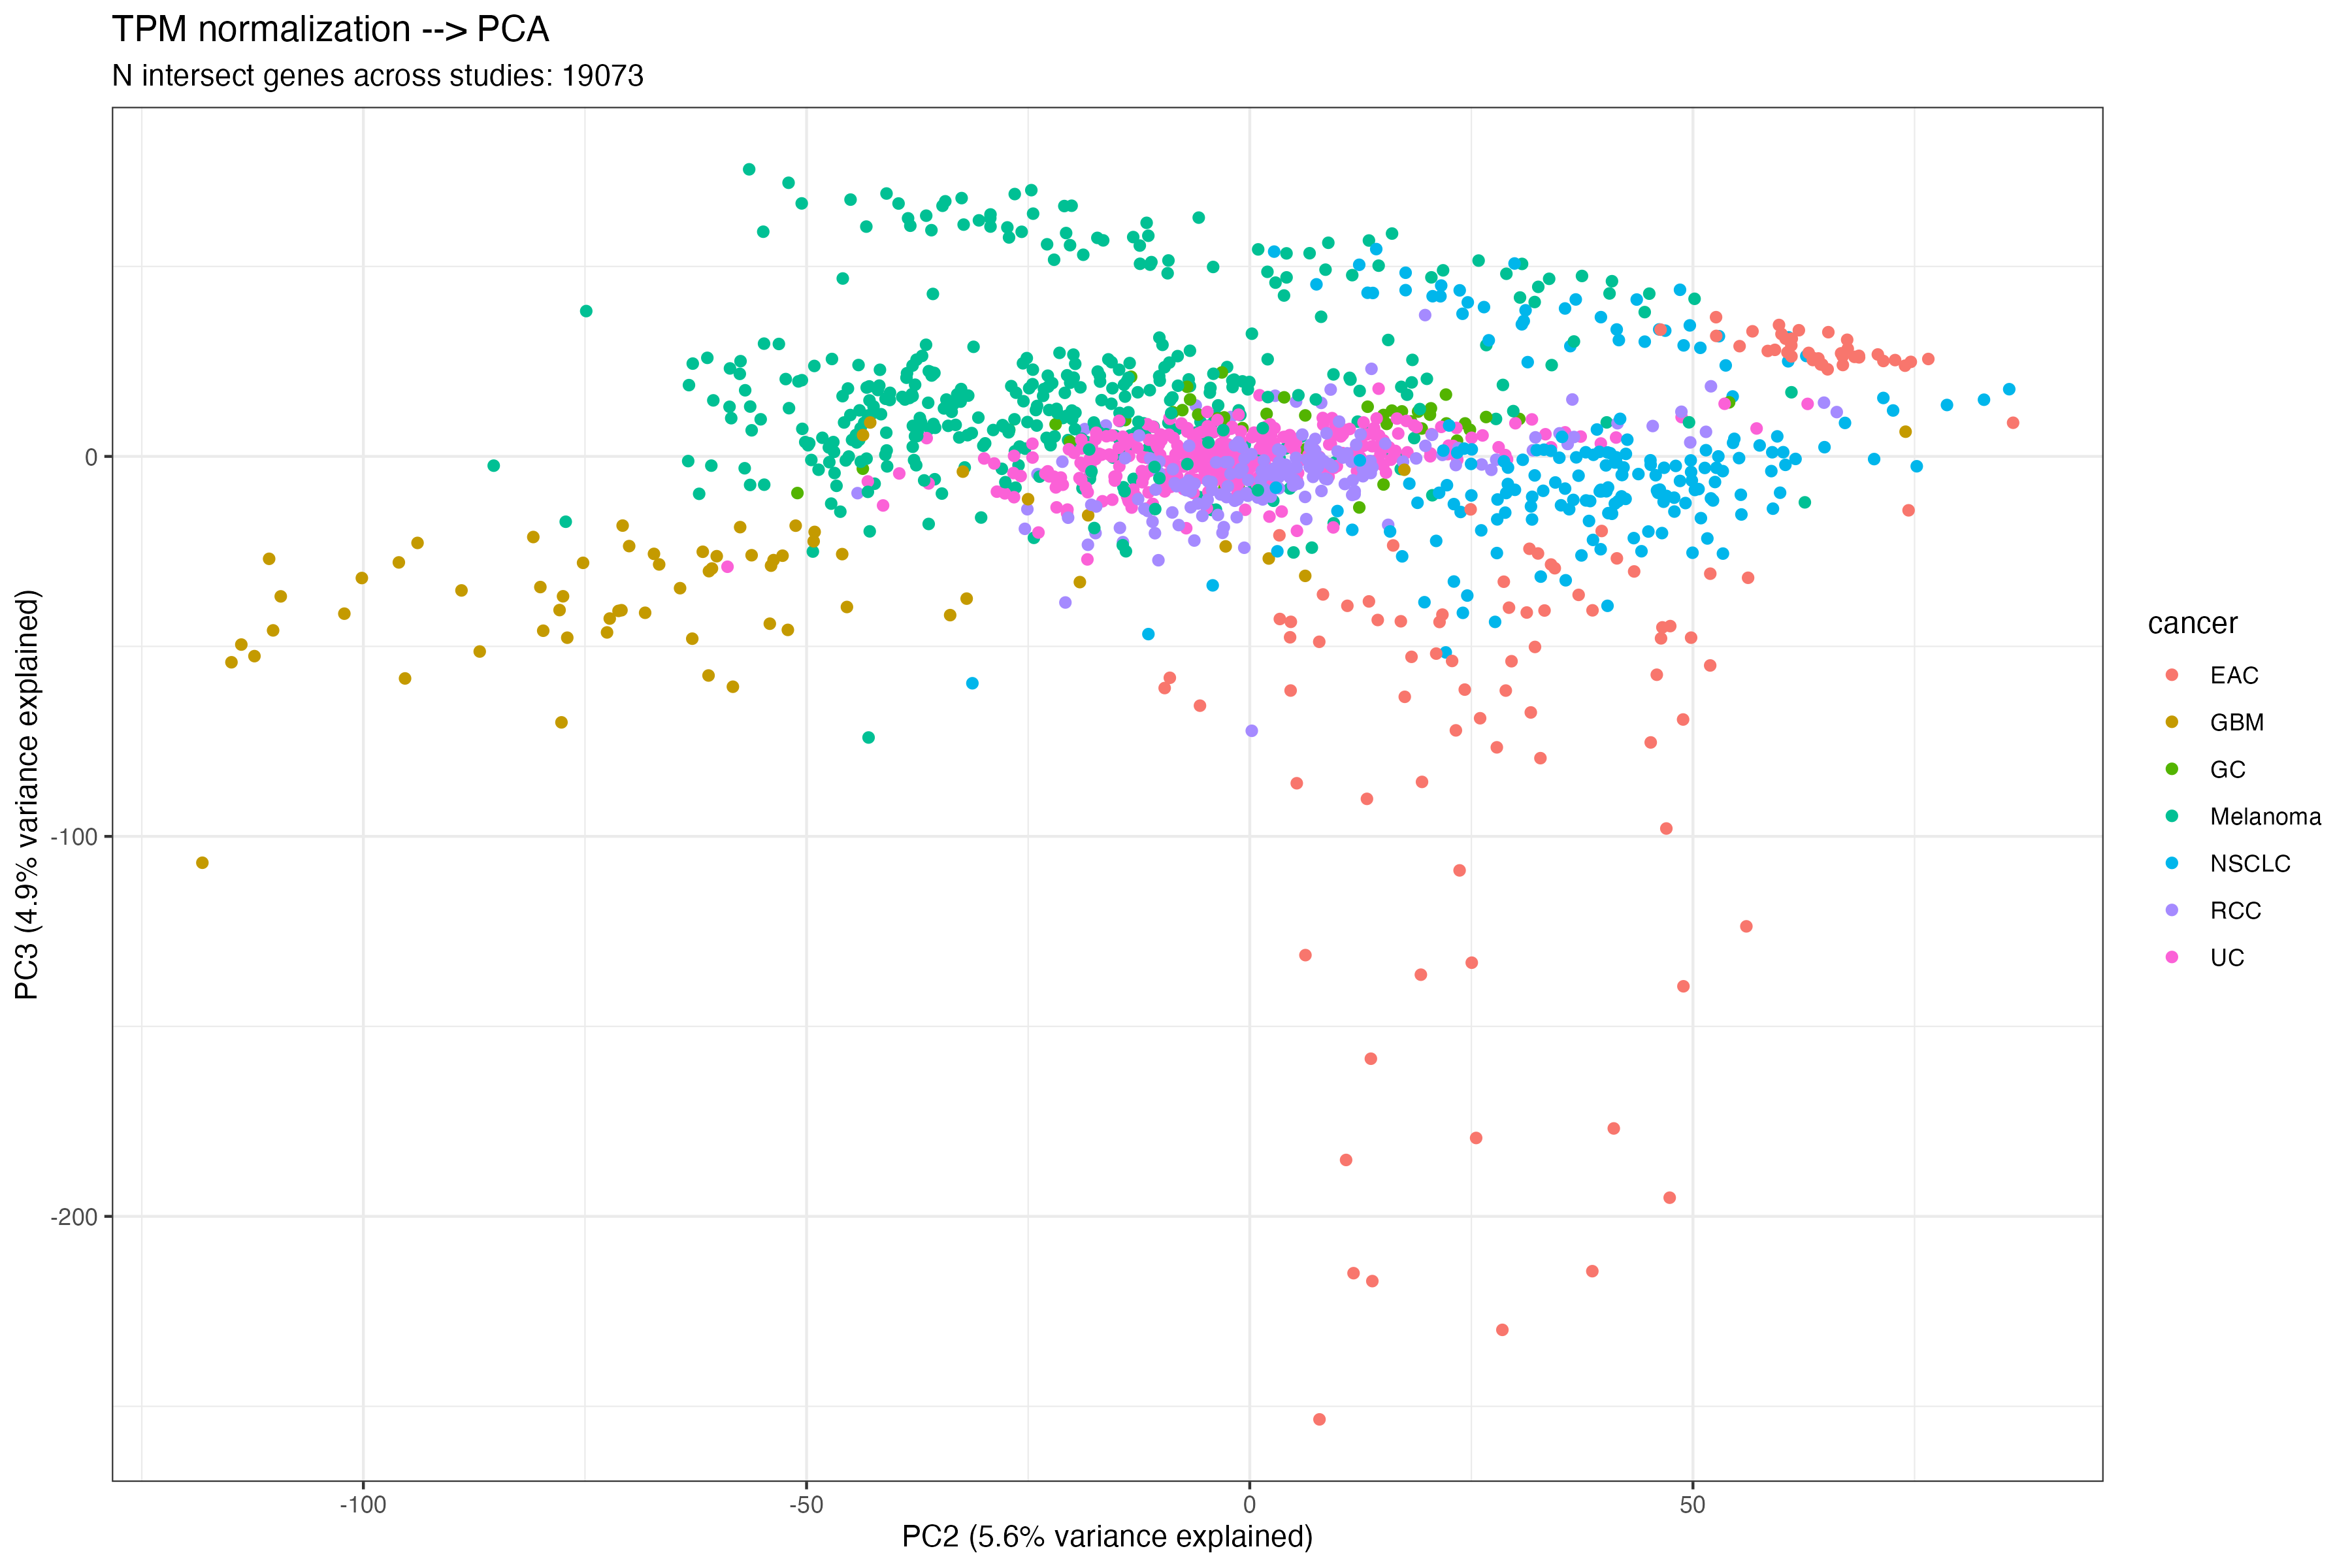 TPM normalization --> PCA
N intersect genes across studies: 19073
PC3 (4.9% variance explained)
0
-100
-200
-100
-50
0
50
PC2 (5.6% variance explained)
cancer
EAC
GBM
GC
Melanoma
NSCLC
RCC
UC